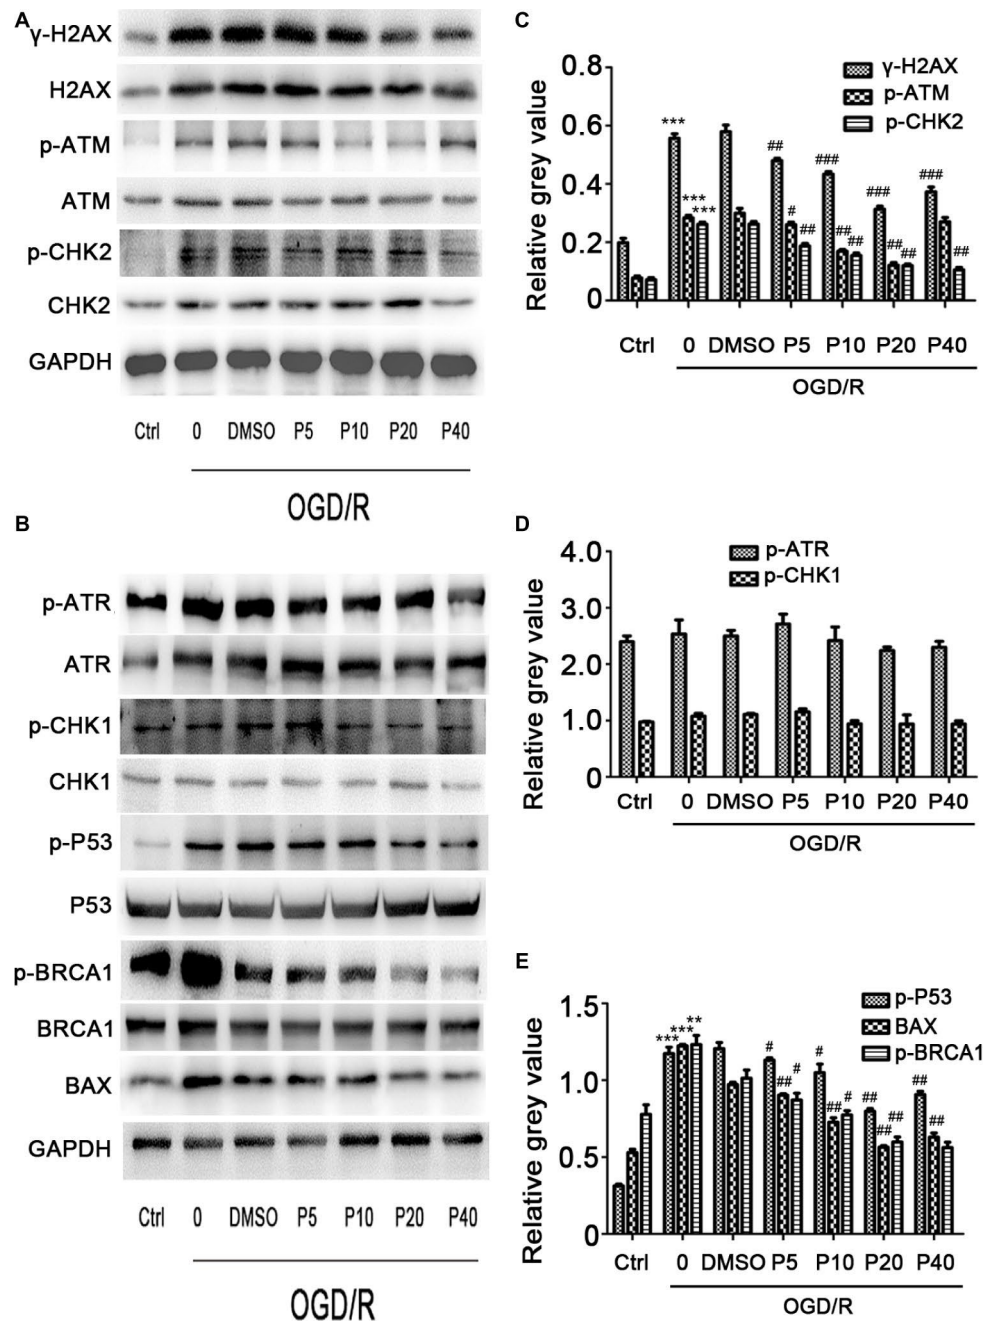 A
γ-H2AX
H2AX
p-ATM
ATM
p-CHK2
CHK2
GAPDH
Ctrl 0 DMSO P5 P10 P20 P40
OGD/R
B
p-ATR
ATR
p-CHK1
CHK1
p-P53
P53
p-BRCA1
BRCA1
BAX
GAPDH
Ctrl 0 DMSO P5 P10 P20 P40
OGD/R
C
Relative grey value
0.8
0.6
0.4
0.2
0
γ-H2AX
p-ATM
p-CHK2
*** *** ***
## # ##
### ## ##
### ## ##
### ##
Ctrl 0 DMSO P5 P10 P20 P40
OGD/R
D
Relative grey value
4.0
3.0
2.0
1.0
0
p-ATR
p-CHK1
Ctrl 0 DMSO P5 P10 P20 P40
OGD/R
E
Relative grey value
1.5
1.0
0.5
0
p-P53
BAX
p-BRCA1
*** *** **
# ## #
# ## #
## ## ##
## ##
Ctrl 0 DMSO P5 P10 P20 P40
OGD/R